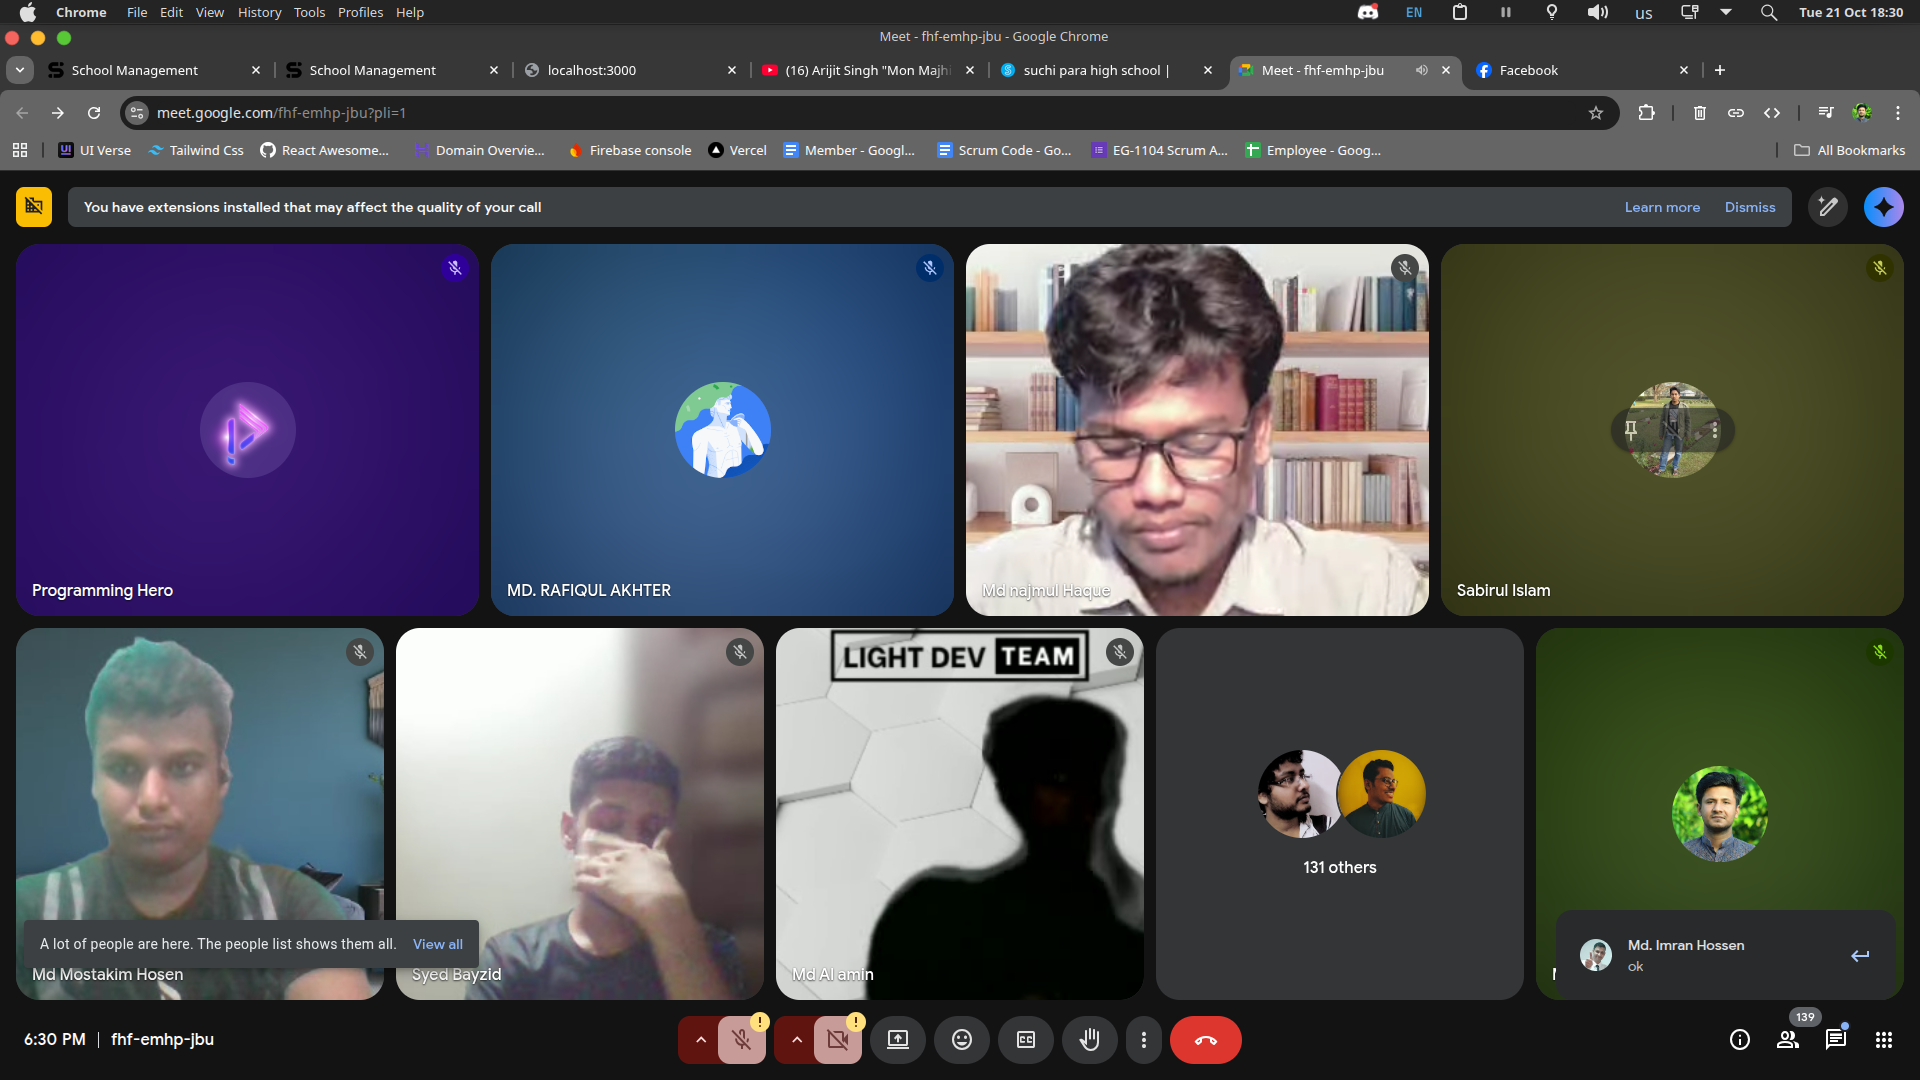 Chrome File Edit View History Tools Profiles Help
EN us Tue 21 Oct 18:30
Meet - fhf-emhp-jbu - Google Chrome
School Management
School Management
localhost:3000
(16) Arijit Singh "Mon Majhi
suchi para high school |
Meet - fhf-emhp-jbu
Facebook
meet.google.com/fhf-emhp-jbu?pli=1
UI Verse
Tailwind Css
React Awesome...
Domain Overvie...
Firebase console
Vercel
Member - Googl...
Scrum Code - Go...
EG-1104 Scrum A...
Employee - Goog...
All Bookmarks
You have extensions installed that may affect the quality of your call
Learn more
Dismiss
Programming Hero
MD. RAFIQUL AKHTER
Md najmul Haque
Sabirul Islam
LIGHT DEV TEAM
131 others
A lot of people are here. The people list shows them all. View all
Md. Imran Hossen
ok
Md Mostakim Hosen
Syed Bayzid
Md Al amin
139
6:30 PM | fhf-emhp-jbu
CC